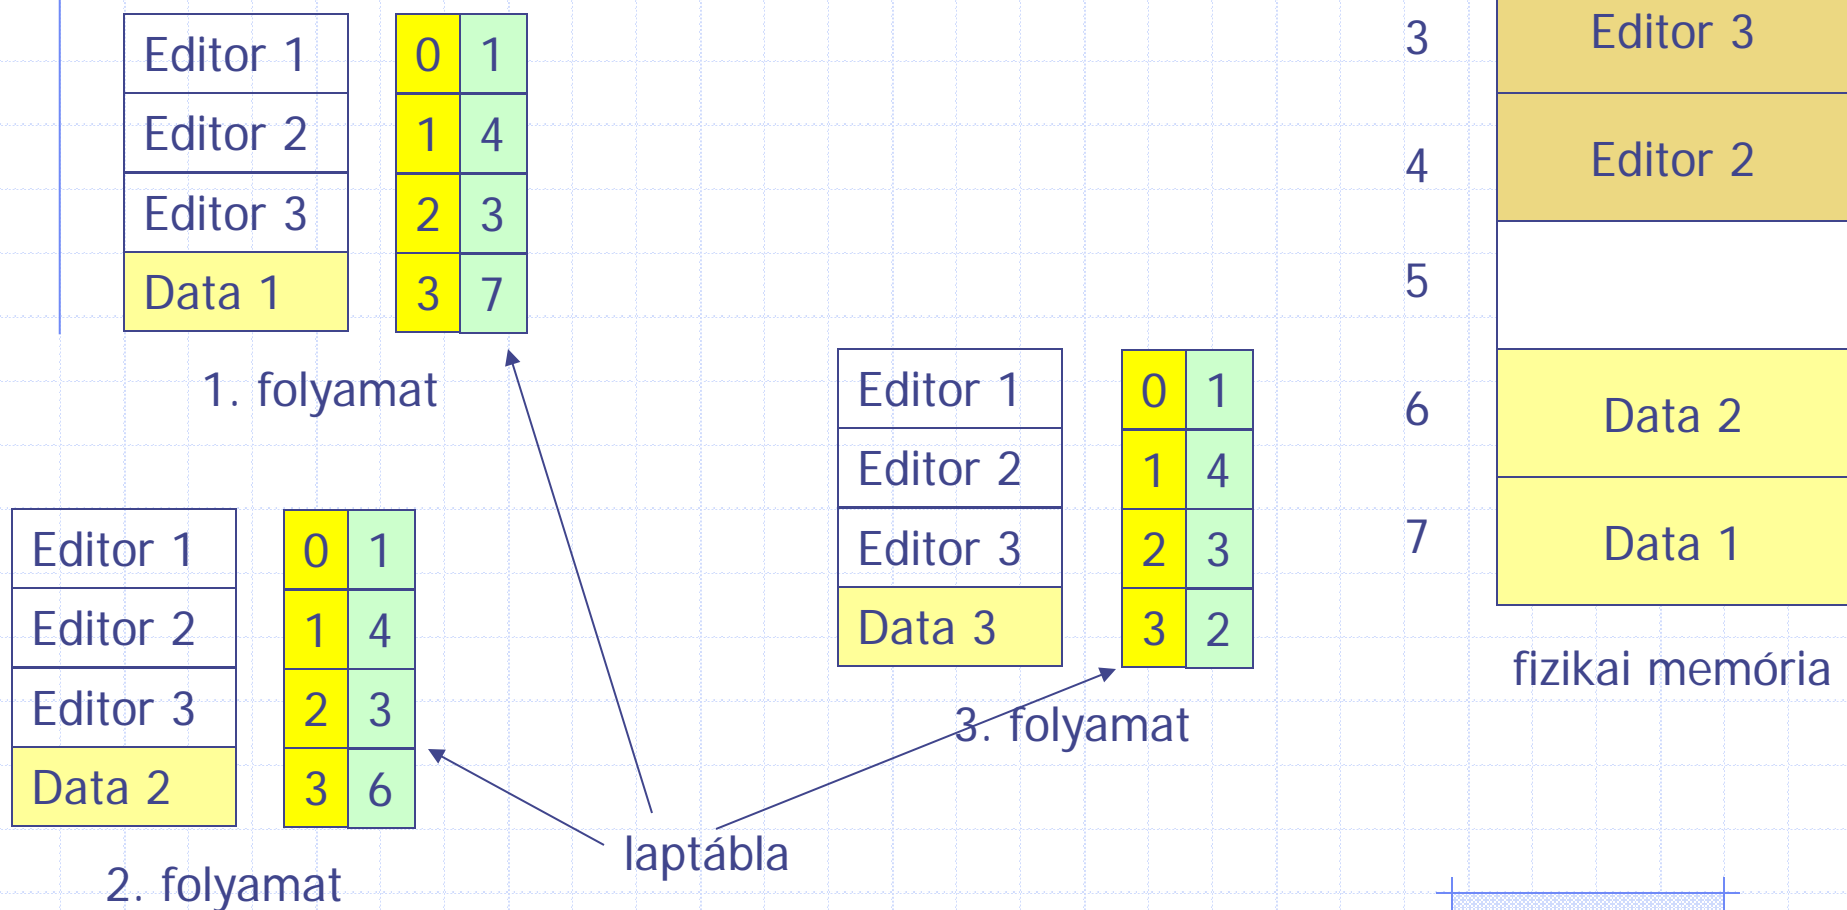 Editor 1 0 1
Editor 2 1 4
Editor 3 2 3
Data 1 3 7
1. folyamat
Editor 1 0 1
Editor 2 1 4
Editor 3 2 3
Data 2 3 6
2. folyamat
Editor 1 0 1
Editor 2 1 4
Editor 3 2 3
Data 3 3 2
3. folyamat
laptábla
3 Editor 3
4 Editor 2
5
6 Data 2
7 Data 1
fizikai memória